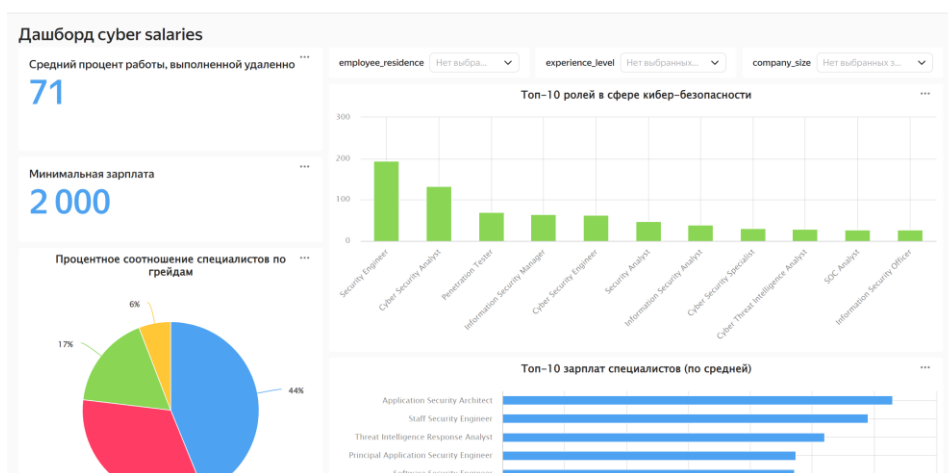 Дашборд cyber salaries
Средний процент работы, выполненной удаленно
71
employee_residence Нет выбра...
experience_level Нет выбранных...
company_size Нет выбранных з...
Топ-10 ролей в сфере кибер-безопасности
300
200
100
0
Security Engineer
Cyber Security Analyst
Penetration Tester
Information Security Manager
Cyber Security Engineer
Security Analyst
Information Security Analyst
Cyber Security Specialist
Cyber Threat Intelligence Analyst
SOC Analyst
Information Security Officer
Минимальная зарплата
2 000
Процентное соотношение специалистов по
грейдам
6%
17%
44%
Топ-10 зарплат специалистов (по средней)
Application Security Architect
Staff Security Engineer
Threat Intelligence Response Analyst
Principal Application Security Engineer
Software Security Engineer